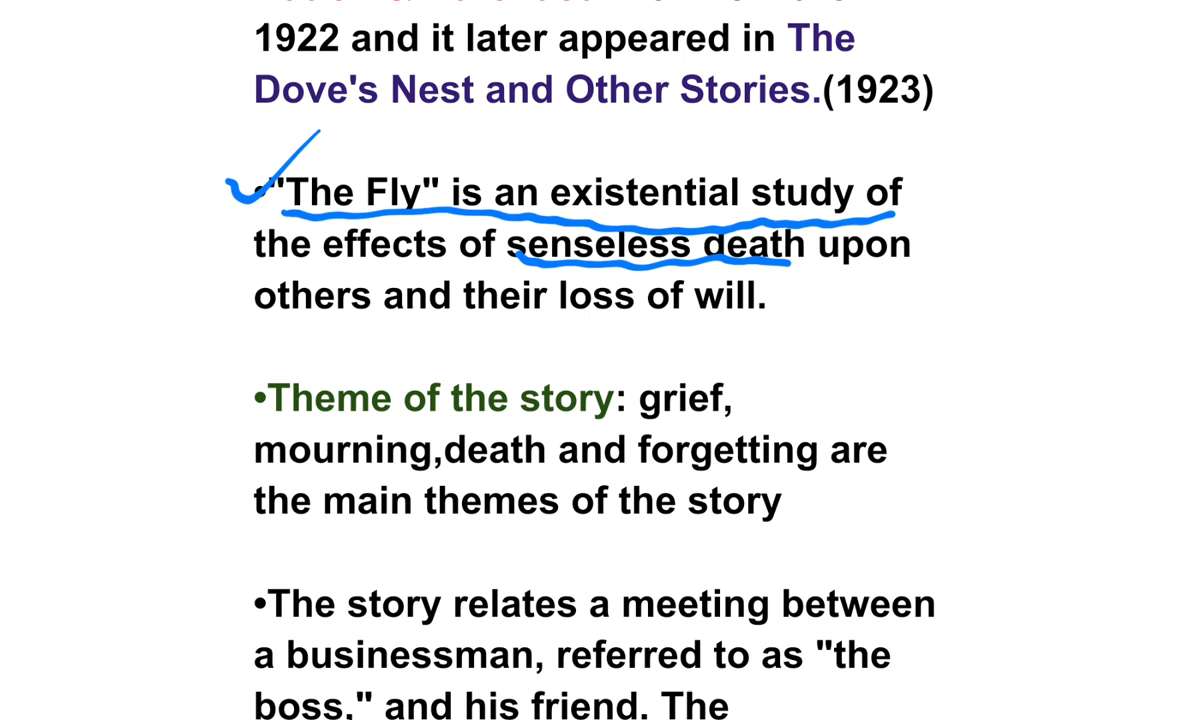 1922 and it later appeared in The
Dove's Nest and Other Stories.(1923)
•"The Fly" is an existential study of
the effects of senseless death upon
others and their loss of will.
•Theme of the story: grief,
mourning,death and forgetting are
the main themes of the story
•The story relates a meeting between
a businessman, referred to as "the
boss," and his friend. The